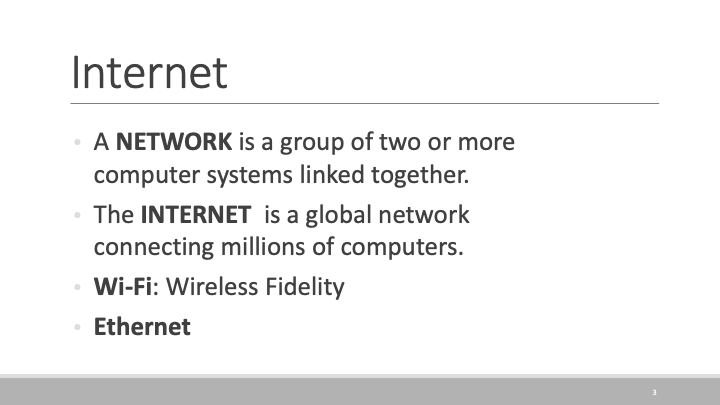 Internet
• A NETWORK is a group of two or more
computer systems linked together.
• The INTERNET is a global network
connecting millions of computers.
• Wi-Fi: Wireless Fidelity
• Ethernet
3